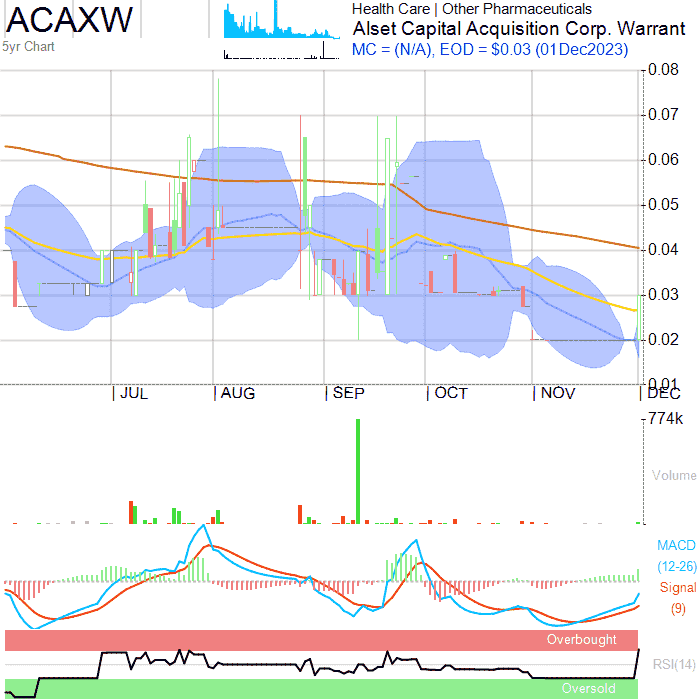 ACAXW
5yr Chart
Health Care | Other Pharmaceuticals
Alset Capital Acquisition Corp. Warrant
MC = (N/A), EOD = $0.03 (01Dec2023)
0.08
0.07
0.06
0.05
0.04
0.03
0.02
0.01
JUL AUG SEP OCT NOV DEC
774k
Volume
MACD
(12-26)
Signal
(9)
Overbought
RSI(14)
Oversold